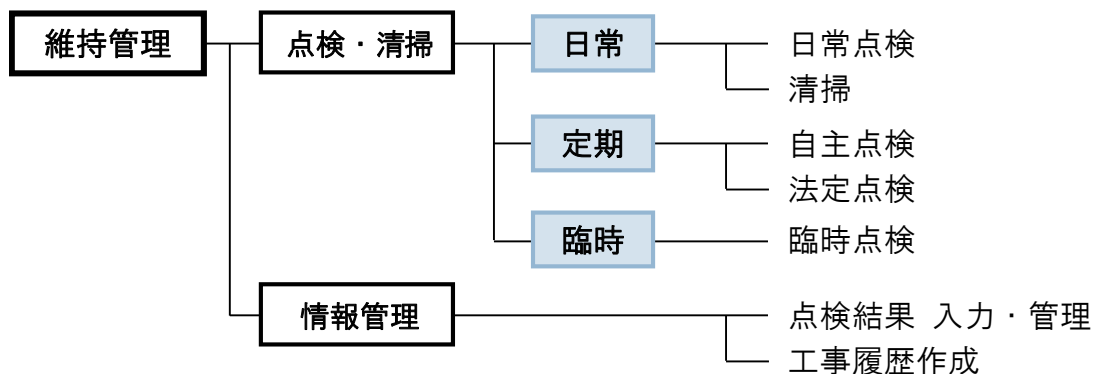 維持管理
点検・清掃
日常
日常点検
清掃
定期
自主点検
法定点検
臨時
臨時点検
情報管理
点検結果 入力・管理
工事履歴作成